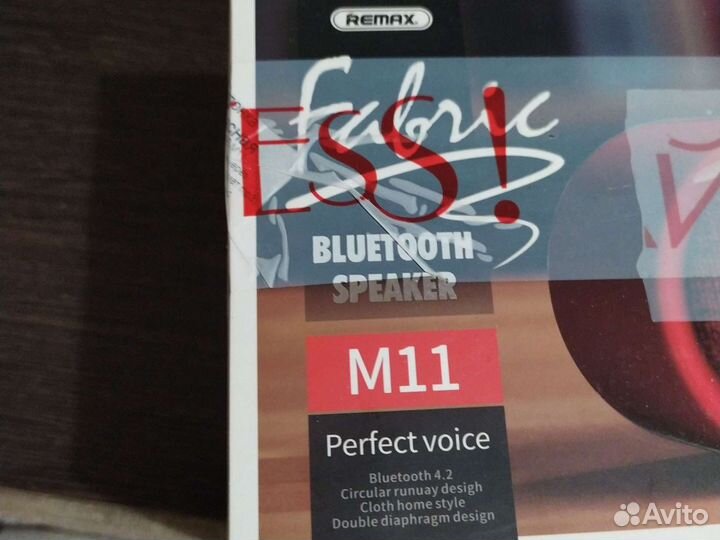 REMAX
Fabric
ESS!
BLUETOOTH
SPEAKER
M11
Perfect voice
Bluetooth 4.2
Circular runuay desigh
Cloth home style
Double diaphragm design
Avito